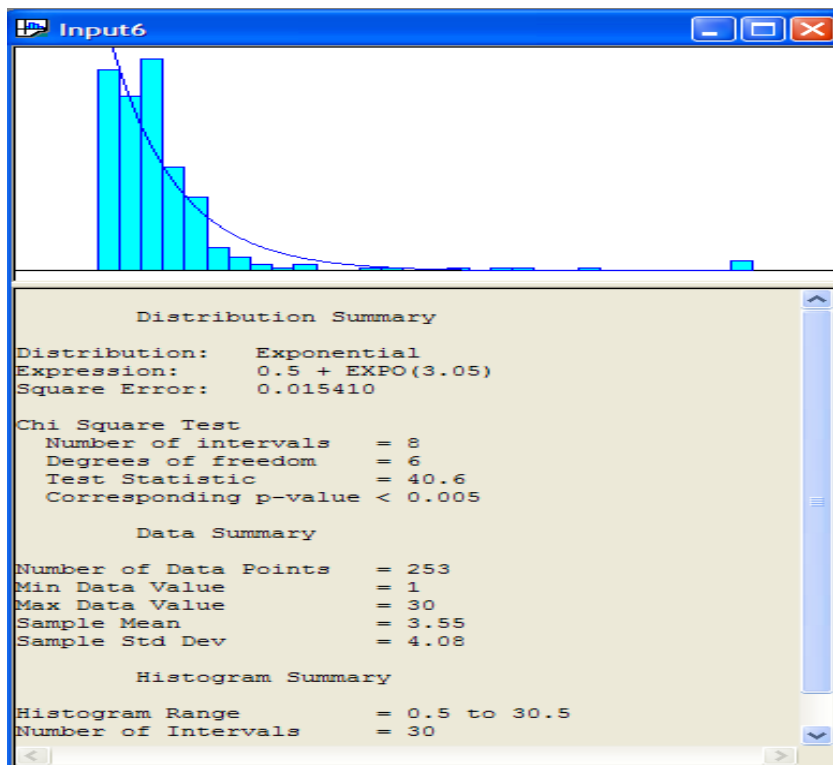 Input6
Distribution Summary
Distribution: Exponential
Expression: 0.5 + EXPO(3.05)
Square Error: 0.015410
Chi Square Test
Number of intervals = 8
Degrees of freedom = 6
Test Statistic = 40.6
Corresponding p-value < 0.005
Data Summary
Number of Data Points = 253
Min Data Value = 1
Max Data Value = 30
Sample Mean = 3.55
Sample Std Dev = 4.08
Histogram Summary
Histogram Range = 0.5 to 30.5
Number of Intervals = 30